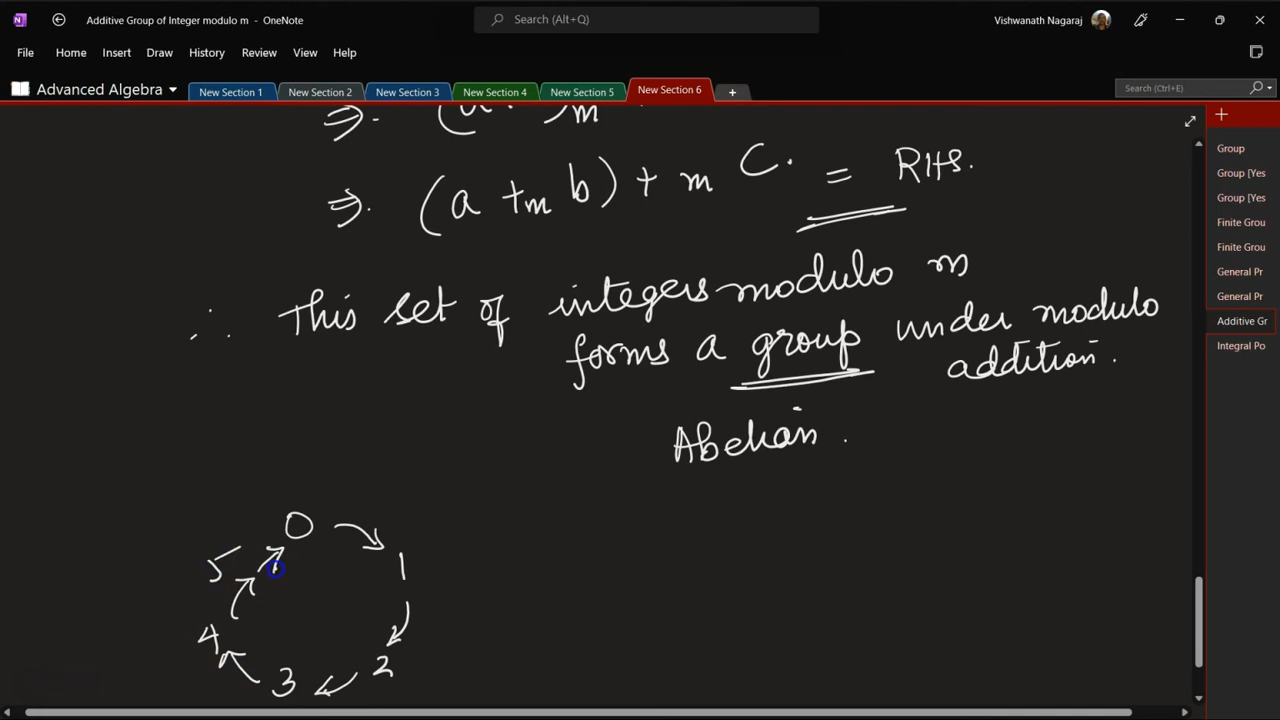 Additive Group of Integer modulo m - OneNote
Search (Alt+Q)
Vishwanath Nagaraj
File Home Insert Draw History Review View Help
Advanced Algebra
New Section 1 New Section 2 New Section 3 New Section 4 New Section 5 New Section 6 +
Search (Ctrl+E)
Group
Group [Yes
Group [Yes
Finite Grou
Finite Grou
General Pr
General Pr
Additive Gr
Integral Po
⇒. (a +m b) + m C. = RHS.
∴ This set of integers modulo m
forms a group under modulo
addition.
Abelian.
0
5 1
4 2
3